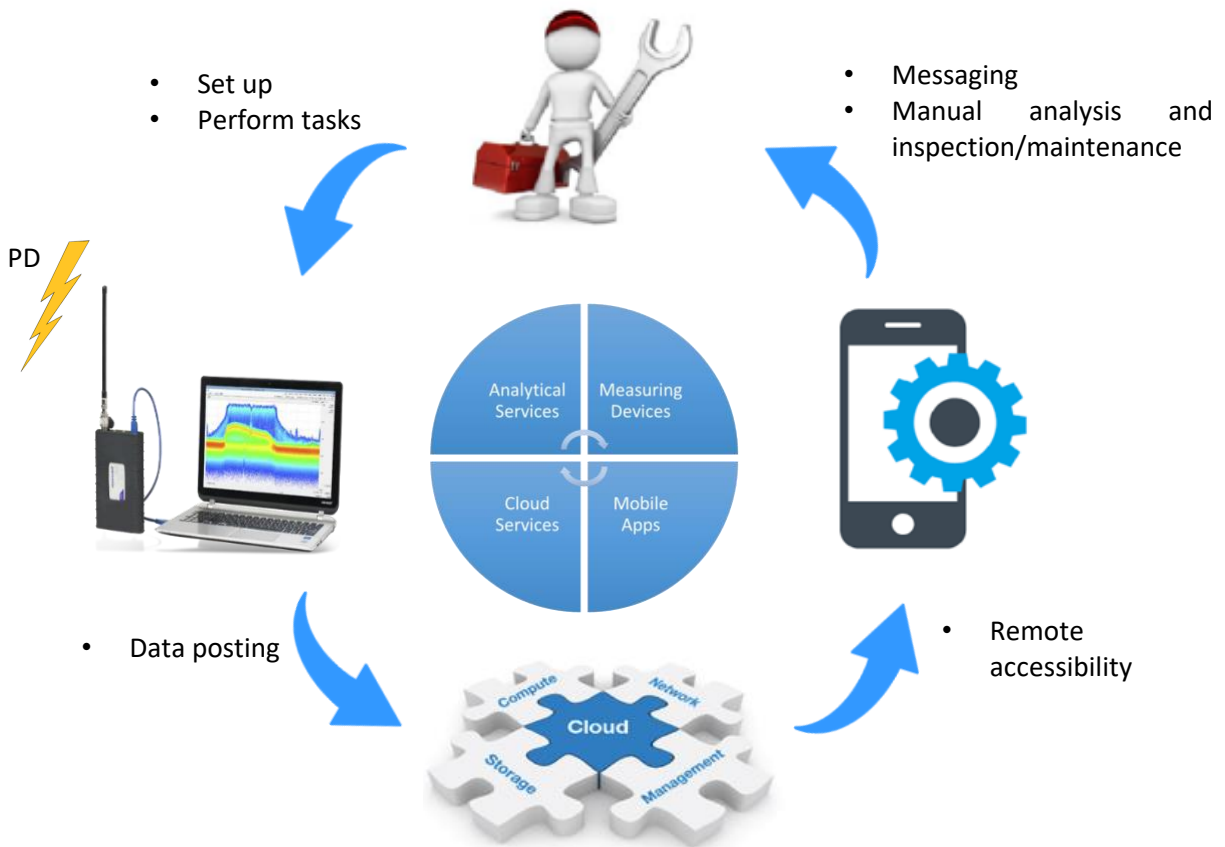 • Set up
• Perform tasks
• Messaging
• Manual analysis and
inspection/maintenance
PD
Analytical
Services
Measuring
Devices
Cloud
Services
Mobile
Apps
• Data posting
• Remote
accessibility
Compute
Network
Cloud
Storage
Management